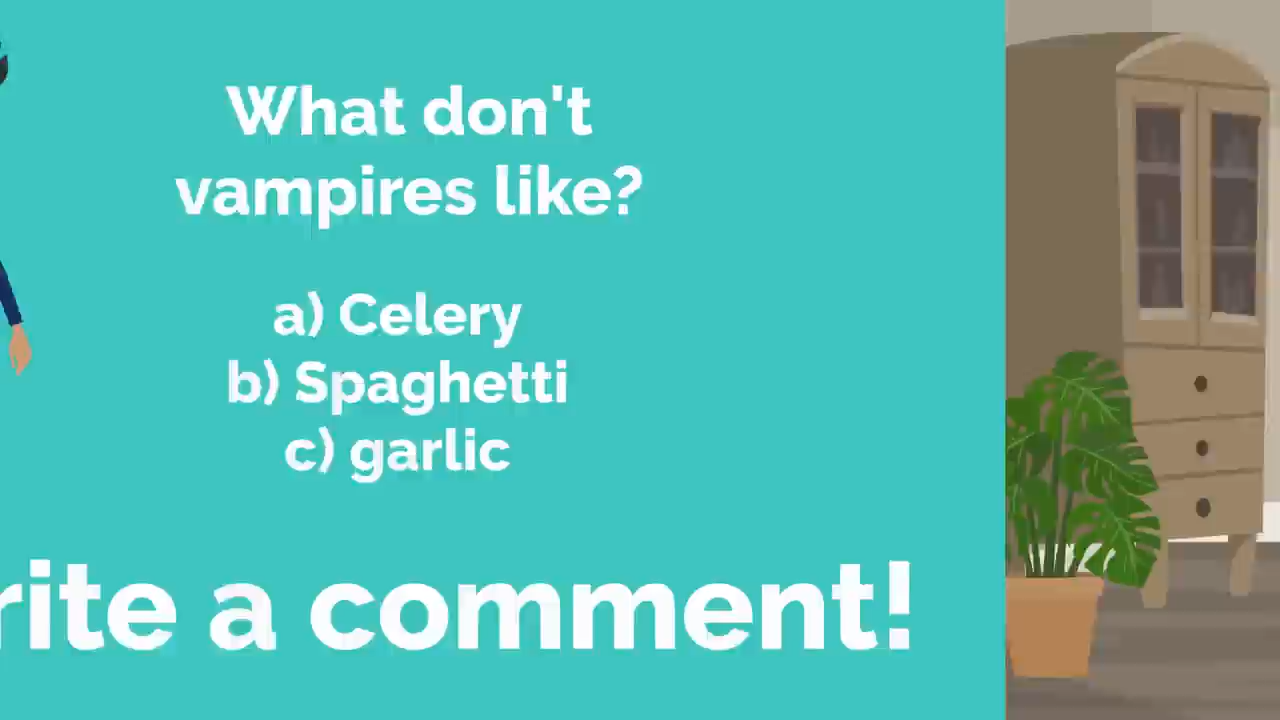 What don't
vampires like?
a) Celery
b) Spaghetti
c) garlic
rite a comment!